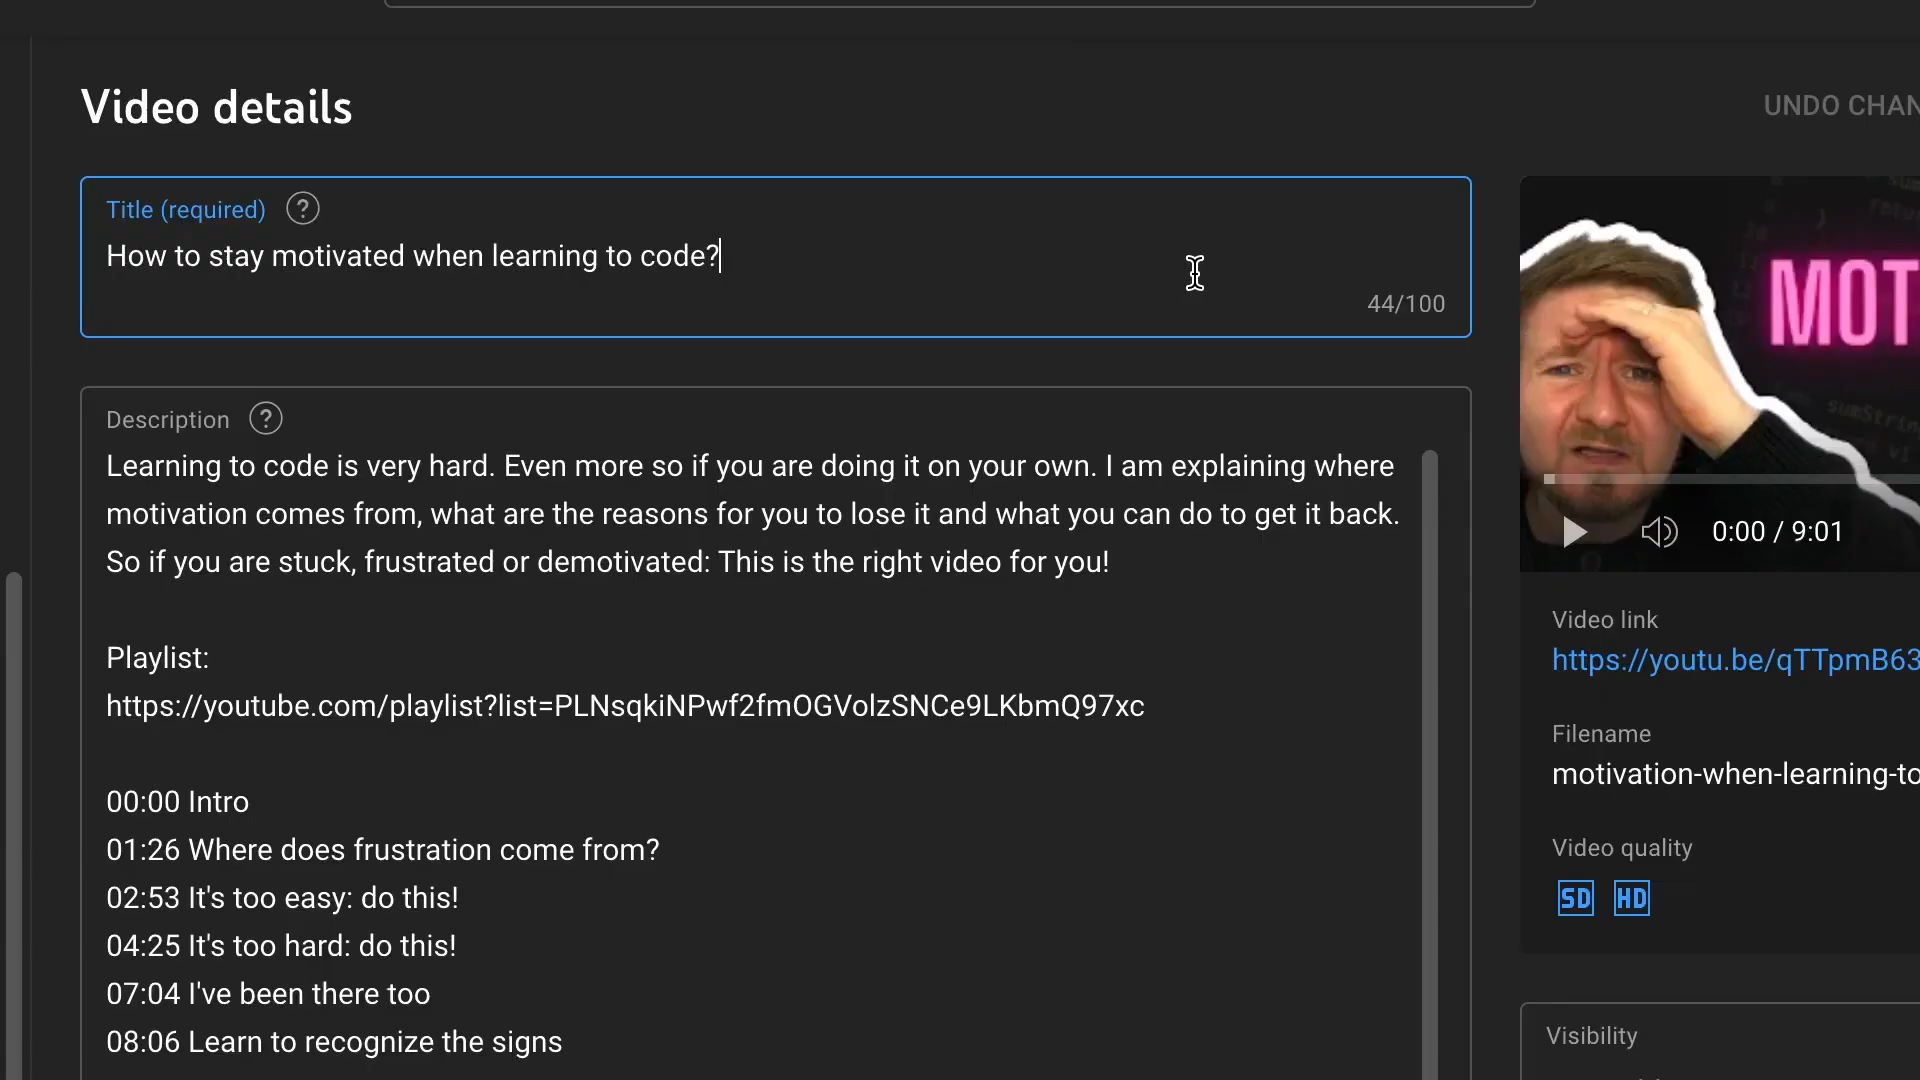 Video details
UNDO CHAN
Title (required) ?
How to stay motivated when learning to code?
44/100
Description ?
Learning to code is very hard. Even more so if you are doing it on your own. I am explaining where
motivation comes from, what are the reasons for you to lose it and what you can do to get it back.
So if you are stuck, frustrated or demotivated: This is the right video for you!
Playlist:
https://youtube.com/playlist?list=PLNsqkiNPwf2fmOGVolzSNCe9LKbmQ97xc
00:00 Intro
01:26 Where does frustration come from?
02:53 It's too easy: do this!
04:25 It's too hard: do this!
07:04 I've been there too
08:06 Learn to recognize the signs
MOT
0:00 / 9:01
Video link
https://youtu.be/qTTpmB63
Filename
motivation-when-learning-to
Video quality
SD HD
Visibility